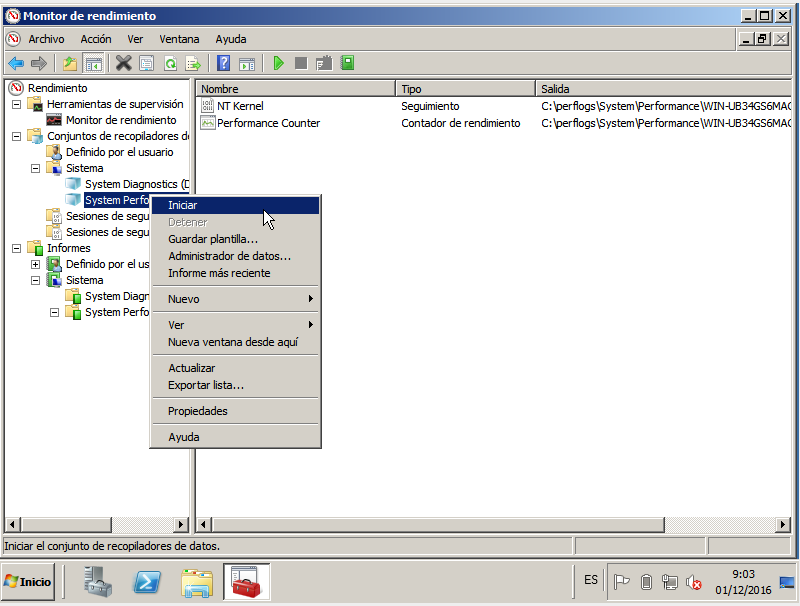 Monitor de rendimiento
Archivo Acción Ver Ventana Ayuda
Rendimiento
Herramientas de supervisión
Monitor de rendimiento
Conjuntos de recopiladores d
Definido por el usuario
Sistema
System Diagnostics (D
System Perfo
Sesiones de segu
Sesiones de segu
Informes
Definido por el us
Sistema
System Diagn
System Perfo
Nombre Tipo Salida
NT Kernel Seguimiento C:\perflogs\System\Performance\WIN-UB34GS6MAO
Performance Counter Contador de rendimiento C:\perflogs\System\Performance\WIN-UB34GS6MAO
Iniciar
Detener
Guardar plantilla...
Administrador de datos...
Informe más reciente
Nuevo
Ver
Nueva ventana desde aquí
Actualizar
Exportar lista...
Propiedades
Ayuda
Iniciar el conjunto de recopiladores de datos.
Inicio ES 9:03
01/12/2016